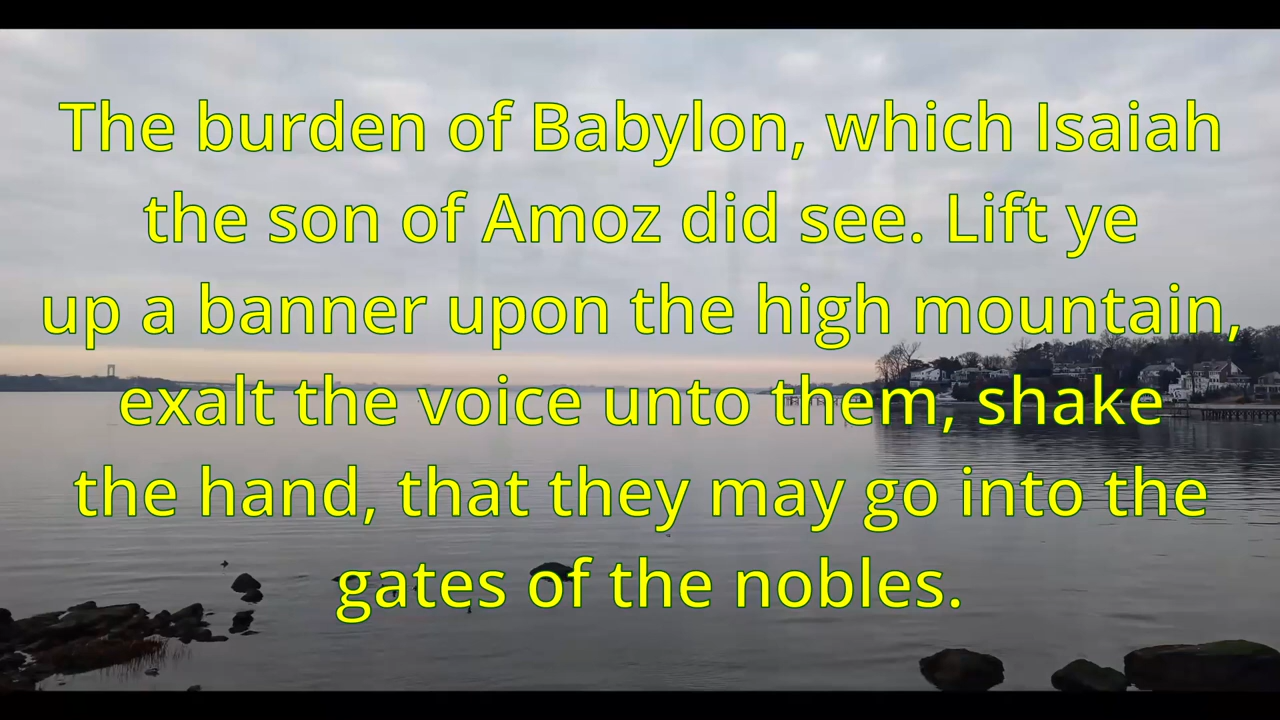 The burden of Babylon, which Isaiah
the son of Amoz did see. Lift ye
up a banner upon the high mountain,
exalt the voice unto them, shake
the hand, that they may go into the
gates of the nobles.